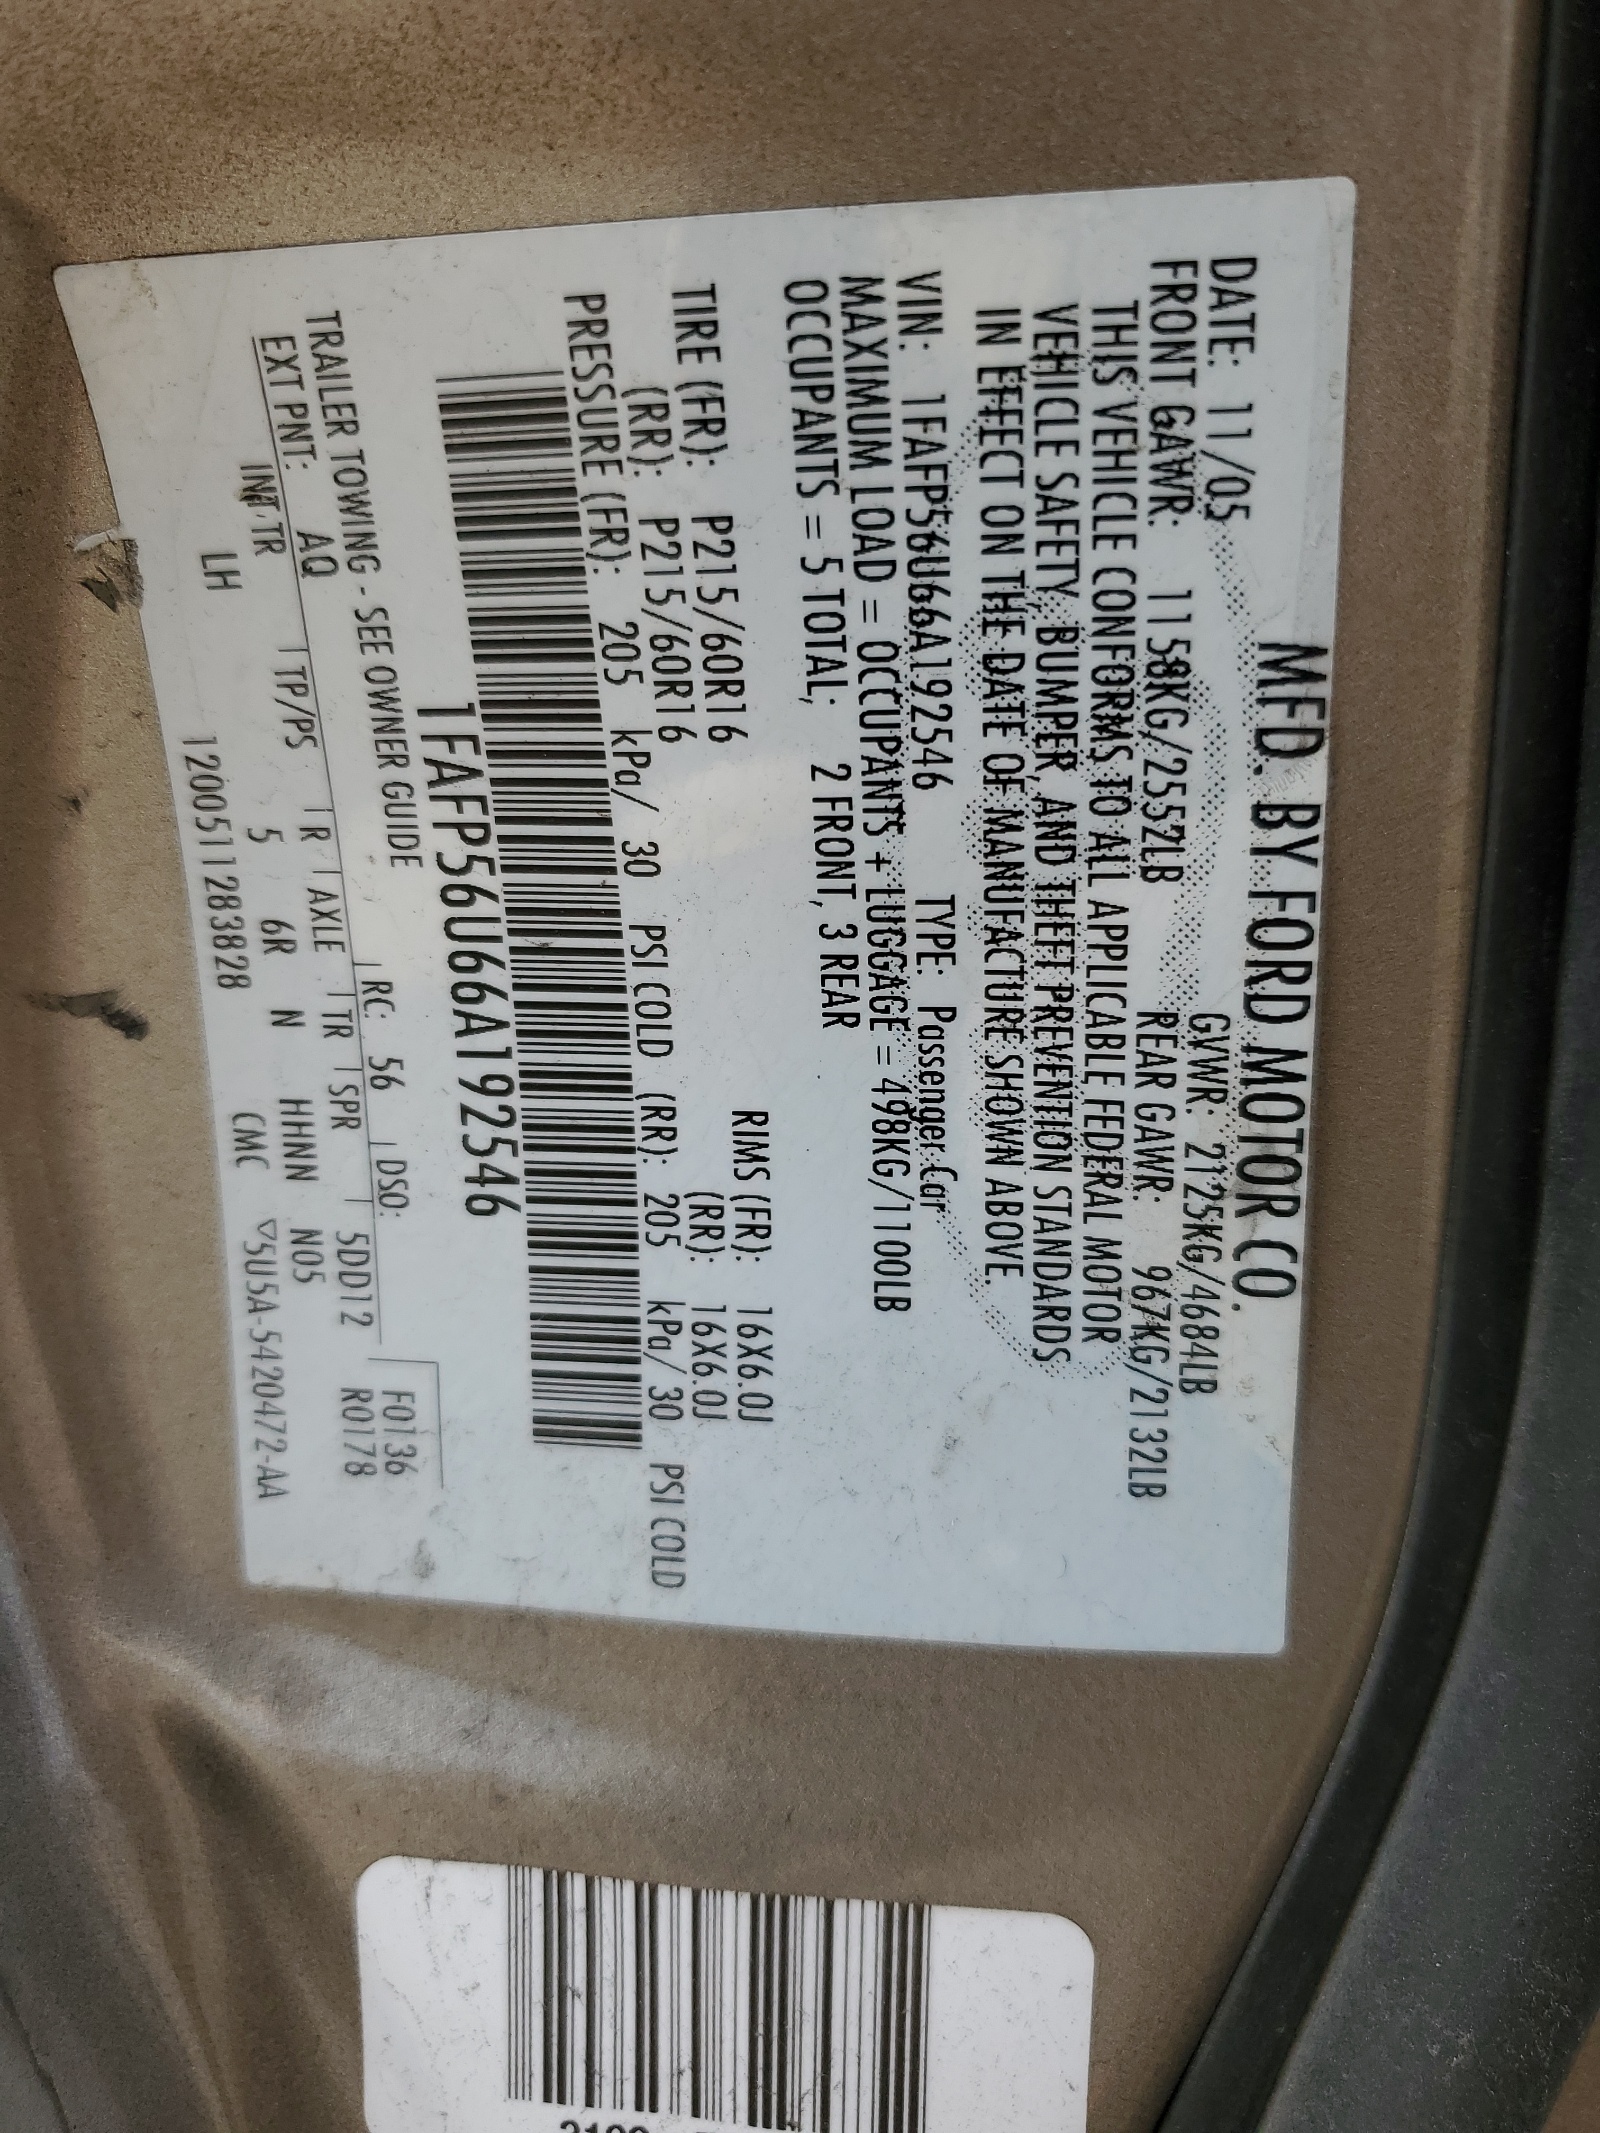 MFD. BY FORD MOTOR CO.
DATE: 11/05 GVWR: 2125KG/4684LB
FRONT GAWR: 1158KG/2552LB REAR GAWR: 967KG/2132LB
THIS VEHICLE CONFORMS TO ALL APPLICABLE FEDERAL MOTOR
VEHICLE SAFETY, BUMPER, AND THEFT PREVENTION STANDARDS
IN EFFECT ON THE DATE OF MANUFACTURE SHOWN ABOVE.
VIN: 1FAFP56U66A192546 TYPE: Passenger Car
MAXIMUM LOAD = OCCUPANTS + LUGGAGE = 498KG/1100LB
OCCUPANTS = 5 TOTAL; 2 FRONT, 3 REAR
RIMS (FR): 16X6.0J
TIRE (FR): P215/60R16 (RR): 16X6.0J
(RR): P215/60R16
PRESSURE (FR): 205 kPa/ 30 PSI COLD (RR): 205 kPa/ 30 PSI COLD
1FAFP56U66A192546
TRAILER TOWING - SEE OWNER GUIDE
F0136
EXT PNT: AQ RC: 56 DSO: R0178
INT TR TP/PS R AXLE TR SPR 5DD12
LH 5 6R N HHNN N05
1200511283828 CMC ▽5U5A-5420472-AA